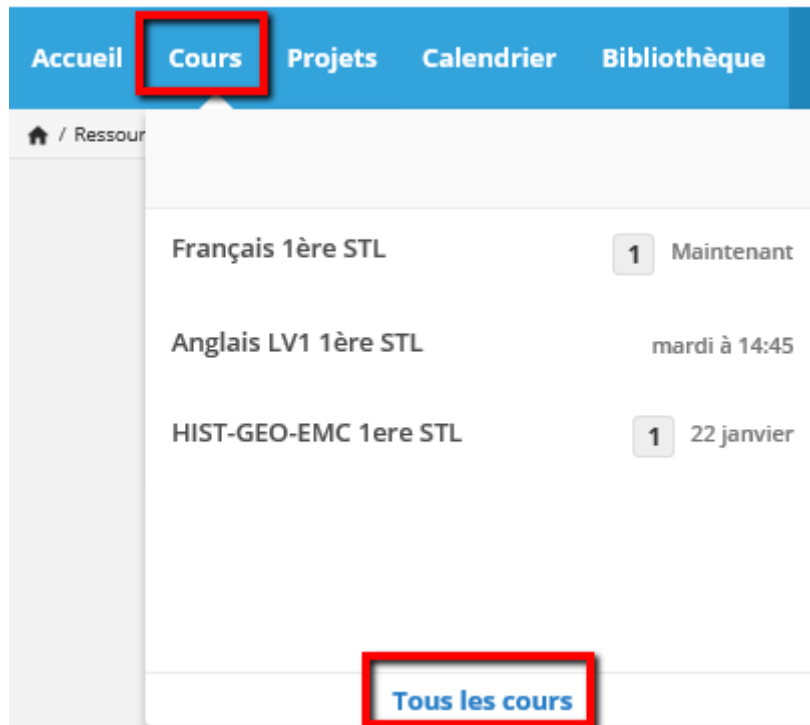 Accueil Cours Projets Calendrier Bibliothèque
/ Ressour
Français 1ère STL 1 Maintenant
Anglais LV1 1ère STL mardi à 14:45
HIST-GEO-EMC 1ere STL 1 22 janvier
Tous les cours